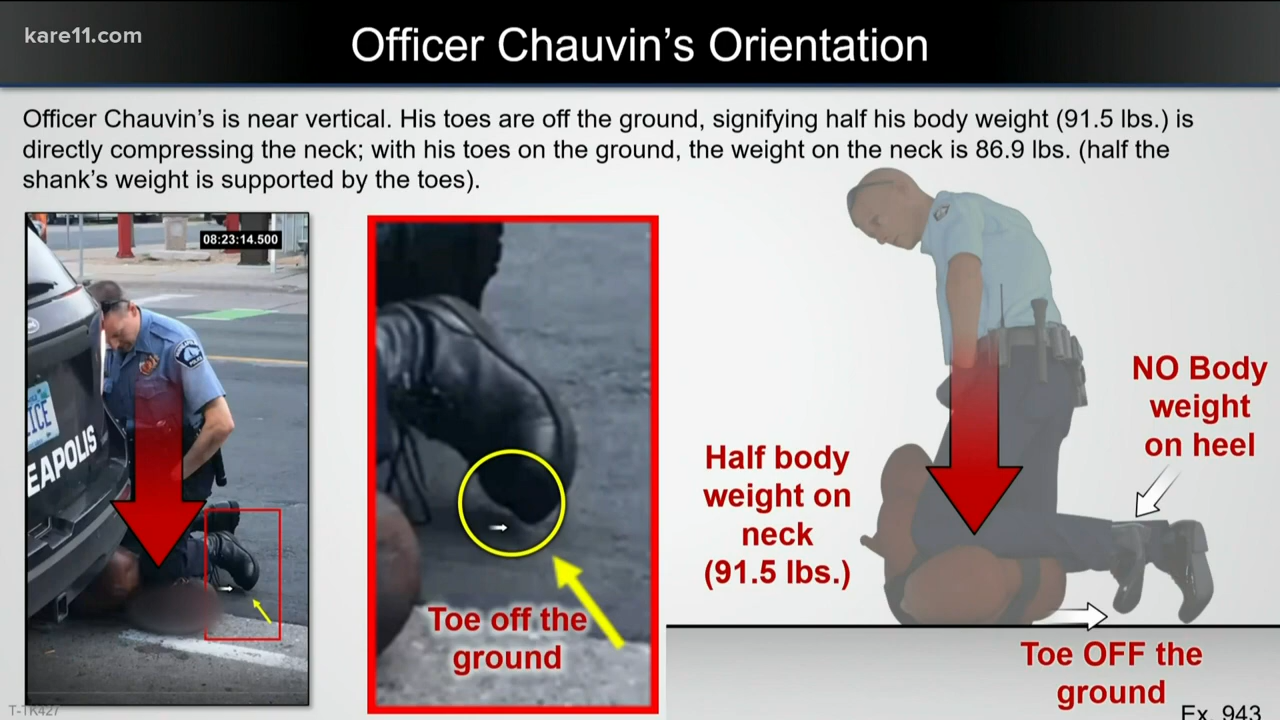 kare11.com
Officer Chauvin's Orientation
Officer Chauvin's is near vertical. His toes are off the ground, signifying half his body weight (91.5 lbs.) is
directly compressing the neck; with his toes on the ground, the weight on the neck is 86.9 lbs. (half the
shank's weight is supported by the toes).
08:23:14.500
ICE
EAPOLIS
Toe off the
ground
Half body
weight on
neck
(91.5 lbs.)
NO Body
weight
on heel
Toe OFF the
ground
T-TK427
Ex. 943